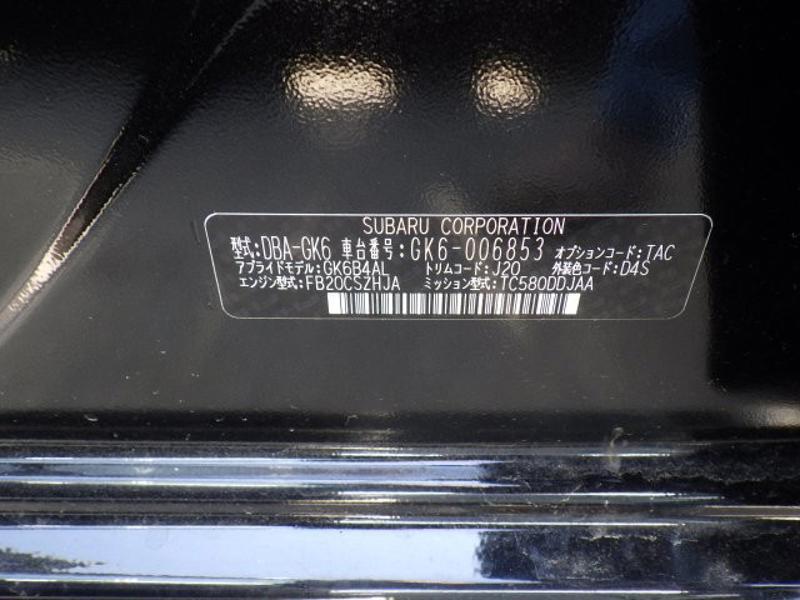 SUBARU CORPORATION
型式:DBA-GK6 車台番号:GK6-006853 オプションコード:TAC
アプライドモデル:GK6B4AL トリムコード:J20 外装色コード:D4S
エンジン型式:FB20CSZHJA ミッション型式:TC580DDJAA